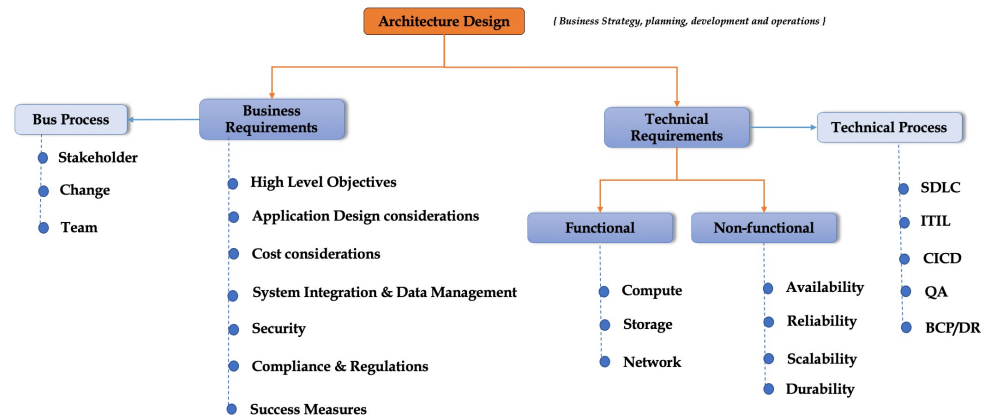 Architecture Design
{ Business Strategy, planning, development and operations }
Bus Process
Stakeholder
Change
Team
Business
Requirements
High Level Objectives
Application Design considerations
Cost considerations
System Integration & Data Management
Security
Compliance & Regulations
Success Measures
Technical
Requirements
Functional
Compute
Storage
Network
Non-functional
Availability
Reliability
Scalability
Durability
Technical Process
SDLC
ITIL
CICD
QA
BCP/DR